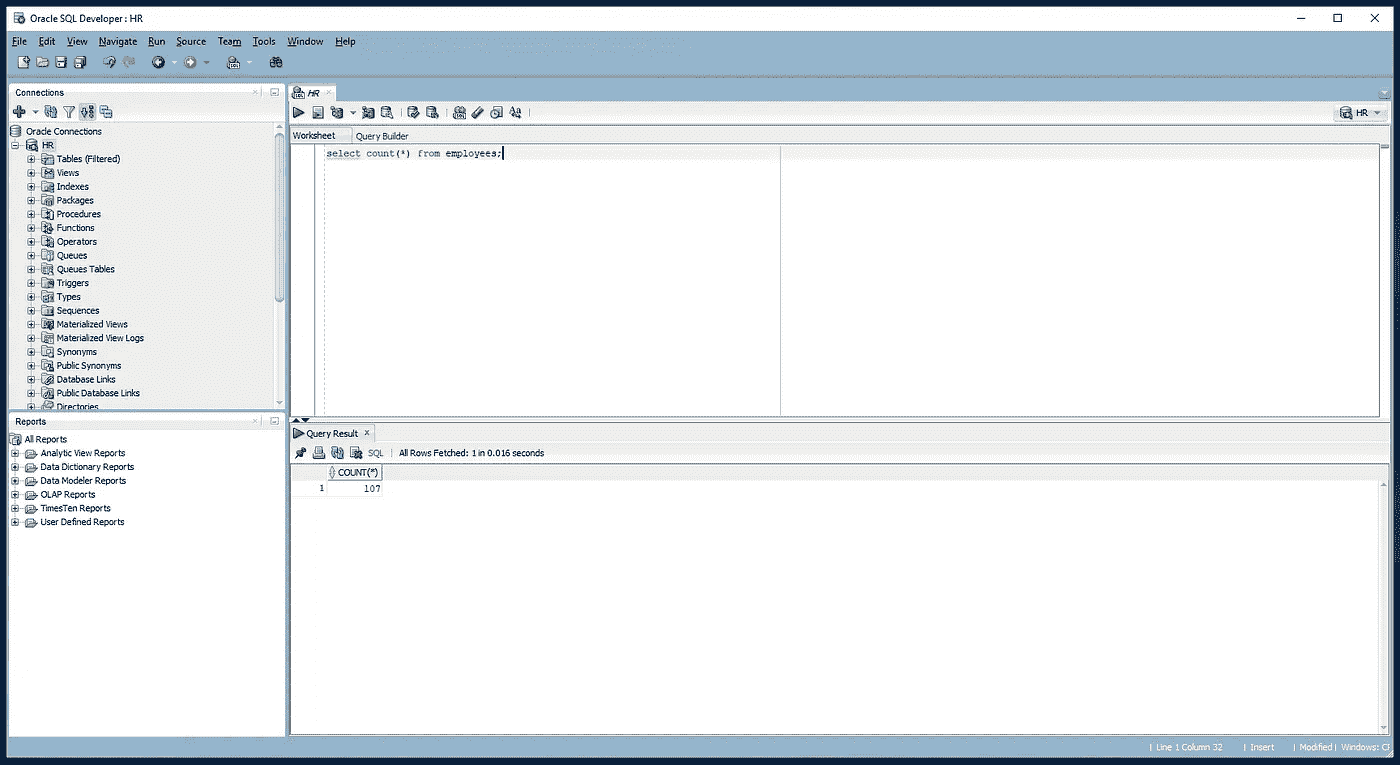 Oracle SQL Developer : HR
File Edit View Navigate Run Source Team Tools Window Help
Connections
Oracle Connections
HR
Tables (Filtered)
Views
Indexes
Packages
Procedures
Functions
Operators
Queues
Queues Tables
Triggers
Types
Sequences
Materialized Views
Materialized View Logs
Synonyms
Public Synonyms
Database Links
Public Database Links
Directories
Reports
All Reports
Analytic View Reports
Data Dictionary Reports
Data Modeler Reports
OLAP Reports
TimesTen Reports
User Defined Reports
HR
HR
Worksheet Query Builder
select count(*) from employees;
Query Result
SQL | All Rows Fetched: 1 in 0.016 seconds
COUNT(*)
1 107
| Line 1 Column 32 | Insert | Modified | Windows: CF